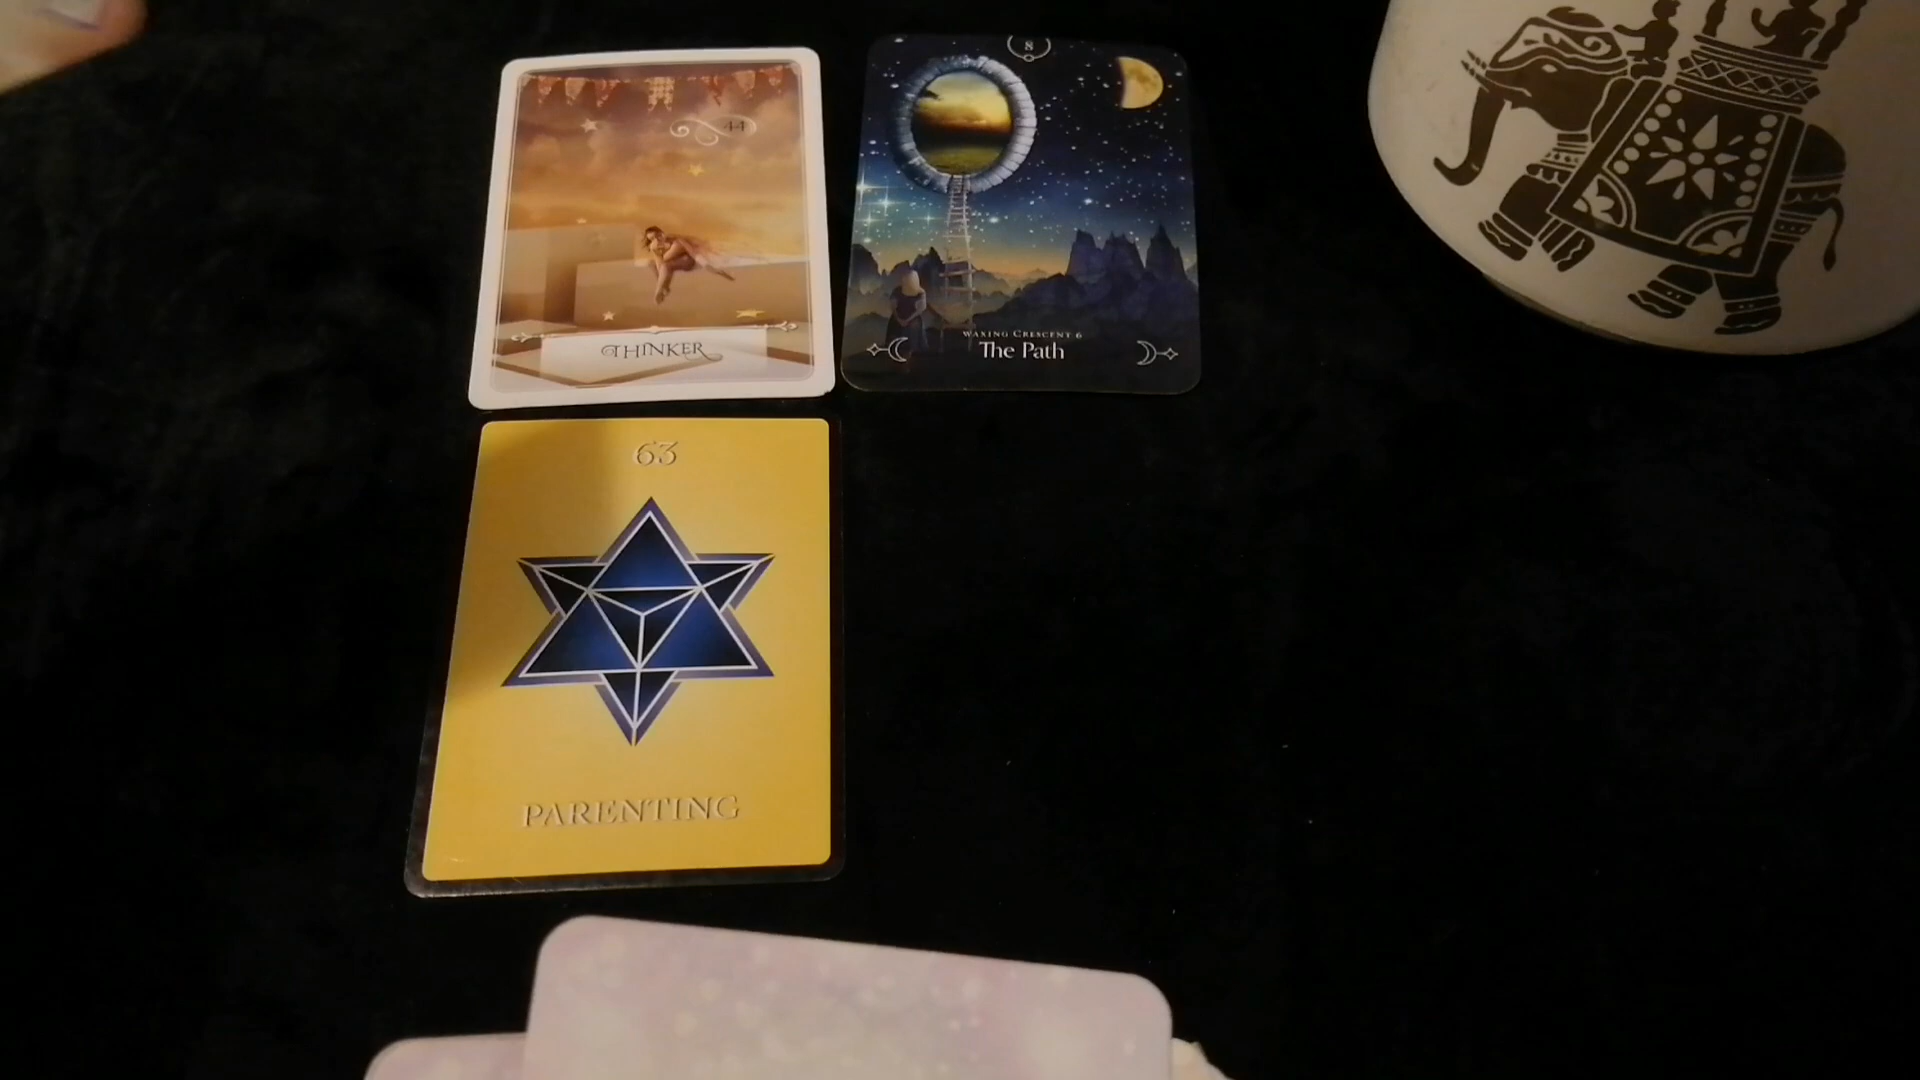 44
THINKER
8
WAXING CRESCENT 6
The Path
63
PARENTING